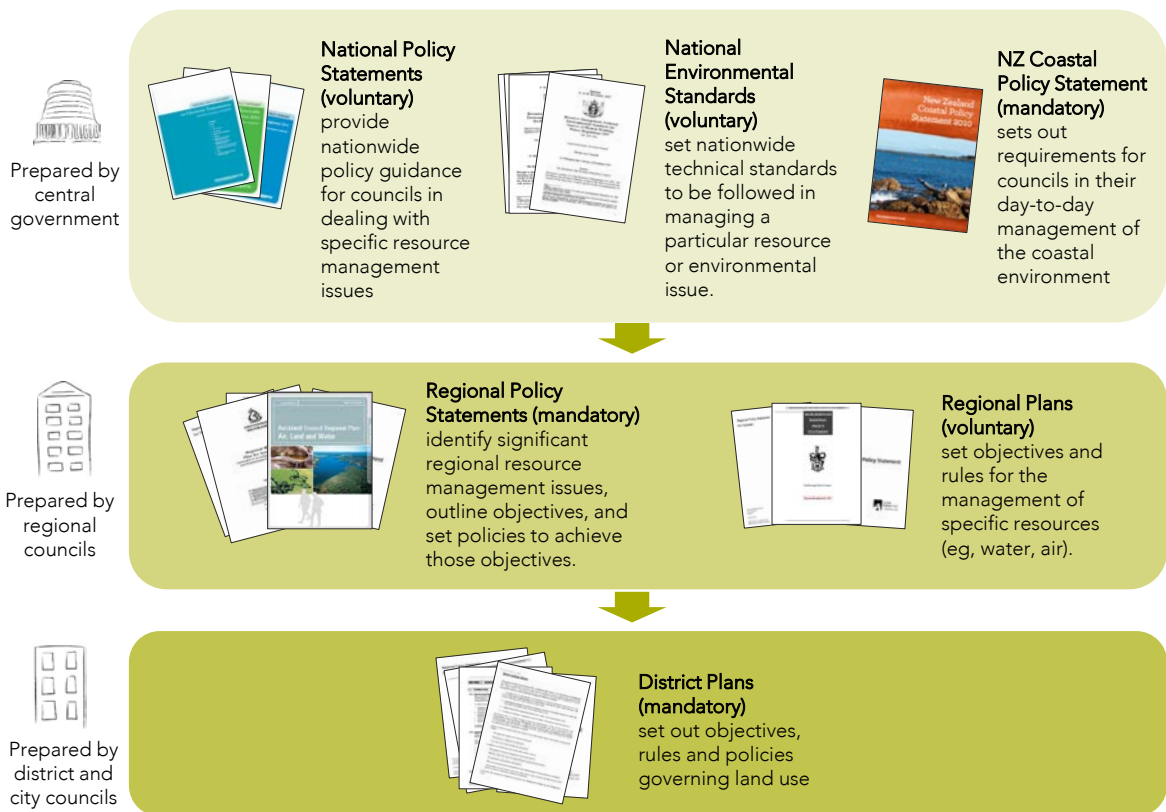 Prepared by
central
government
National Policy
Statements
(voluntary)
provide
nationwide
policy guidance
for councils in
dealing with
specific resource
management
issues
National
Environmental
Standards
(voluntary)
set nationwide
technical standards
to be followed in
managing a
particular resource
or environmental
issue.
New Zealand
Coastal Policy
Statement 2010
NZ Coastal
Policy Statement
(mandatory)
sets out
requirements for
councils in their
day-to-day
management of
the coastal
environment
Prepared by
regional
councils
Auckland Council Regional Plan:
Air, Land and Water
Regional Policy
Statements (mandatory)
identify significant
regional resource
management issues,
outline objectives, and
set policies to achieve
those objectives.
Policy Statement
Regional Plans
(voluntary)
set objectives and
rules for the
management of
specific resources
(eg, water, air).
Prepared by
district and
city councils
District Plans
(mandatory)
set out objectives,
rules and policies
governing land use